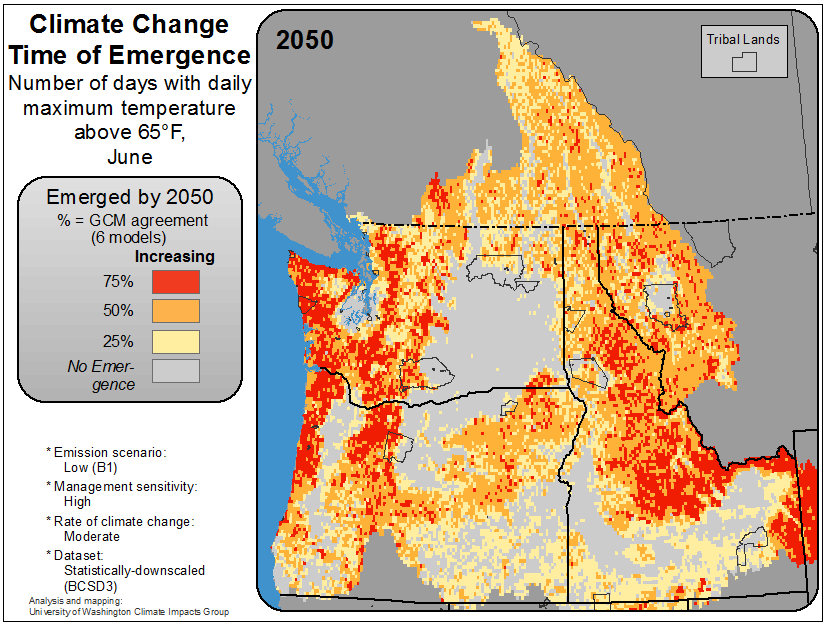 Climate Change
Time of Emergence
Number of days with daily
maximum temperature
above 65°F,
June
Emerged by 2050
% = GCM agreement
(6 models)
Increasing
75%
50%
25%
No Emer-
gence
* Emission scenario:
Low (B1)
* Management sensitivity:
High
* Rate of climate change:
Moderate
* Dataset:
Statistically-downscaled
(BCSD3)
Analysis and mapping:
University of Washington Climate Impacts Group
2050
Tribal Lands